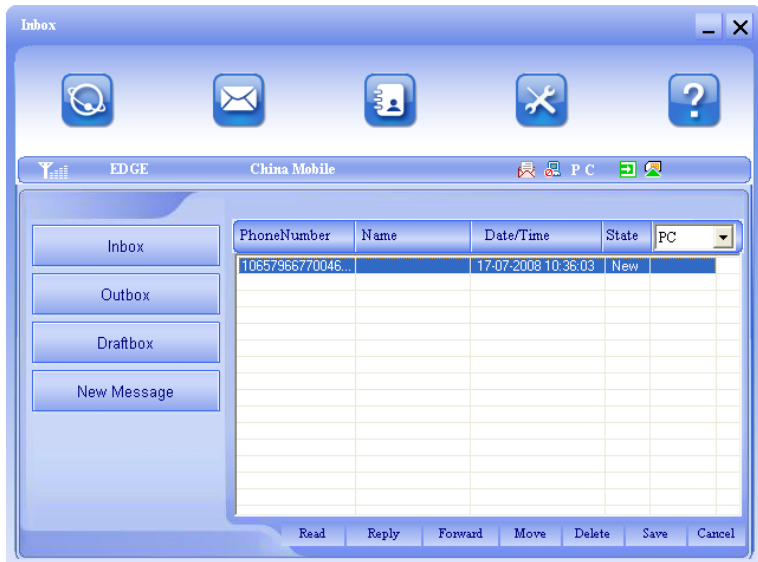 Inbox
EDGE China Mobile P C
PhoneNumber Name Date/Time State PC
10657966770046... 17-07-2008 10:36:03 New
Inbox
Outbox
Draftbox
New Message
Read Reply Forward Move Delete Save Cancel